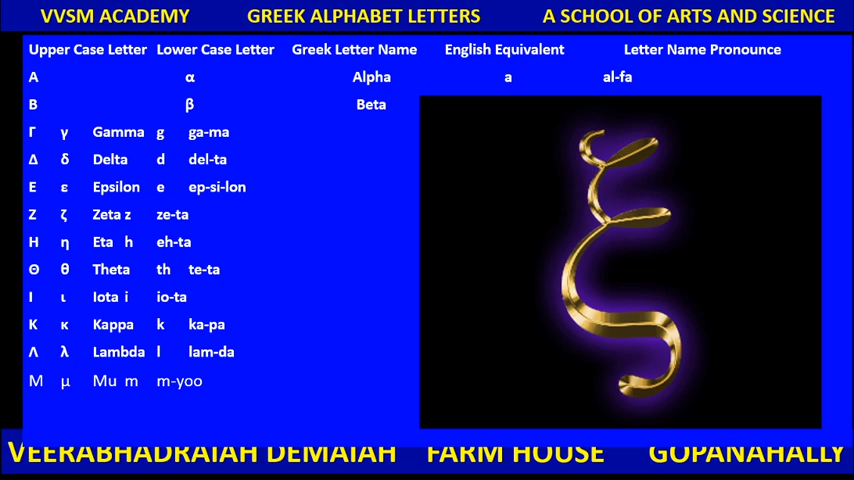 VVSM ACADEMY GREEK ALPHABET LETTERS A SCHOOL OF ARTS AND SCIENCE
Upper Case Letter Lower Case Letter Greek Letter Name English Equivalent Letter Name Pronounce
Α α Alpha a al-fa
Β β Beta
Γ γ Gamma g ga-ma
Δ δ Delta d del-ta
Ε ε Epsilon e ep-si-lon
Ζ ζ Zeta z ze-ta
Η η Eta h eh-ta
Θ θ Theta th te-ta
Ι ι Iota i io-ta
Κ κ Kappa k ka-pa
Λ λ Lambda l lam-da
Μ μ Mu m m-yoo
ξ
VEERABHADRAIAH DEMAIAH FARM HOUSE GOPANAHALLY